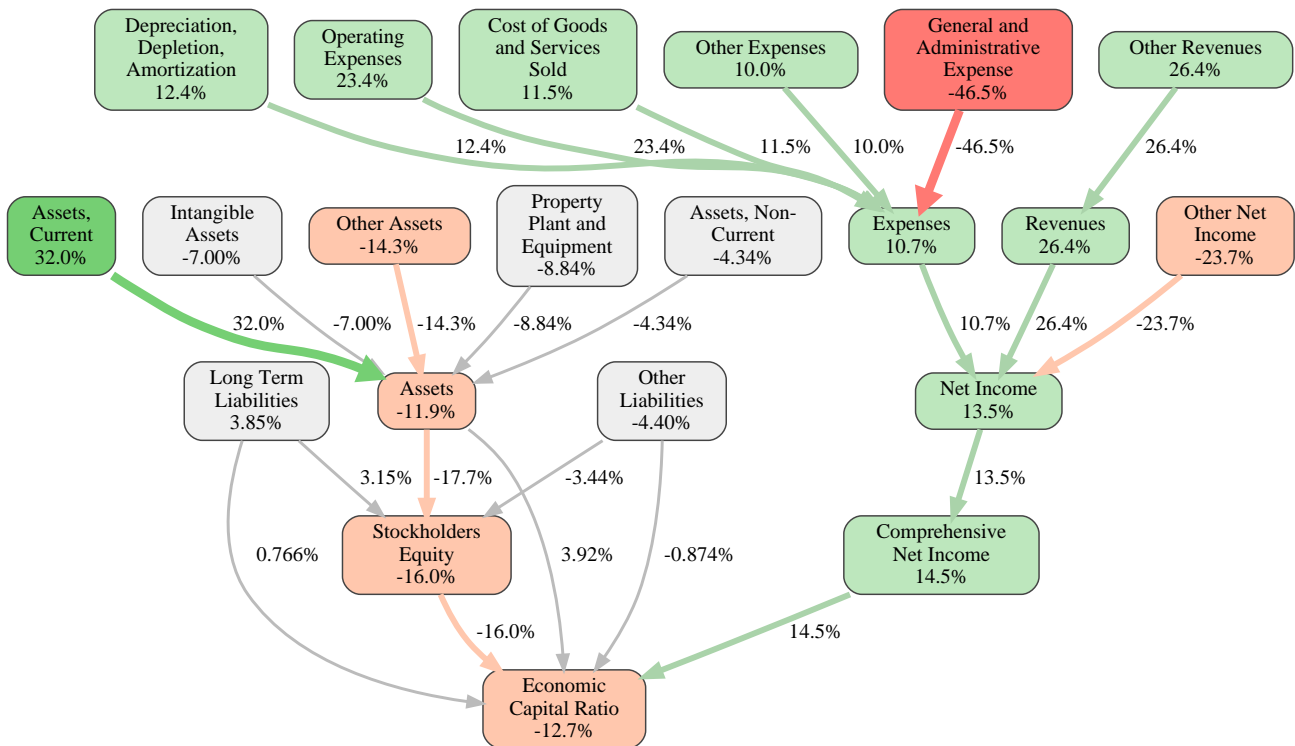 Depreciation,
Depletion,
Amortization
12.4%
Operating
Expenses
23.4%
Cost of Goods
and Services
Sold
11.5%
Other Expenses
10.0%
General and
Administrative
Expense
-46.5%
Other Revenues
26.4%
12.4%
23.4%
11.5%
10.0%
-46.5%
26.4%
Assets,
Current
32.0%
Intangible
Assets
-7.00%
Other Assets
-14.3%
Property
Plant and
Equipment
-8.84%
Assets, Non-
Current
-4.34%
Expenses
10.7%
Revenues
26.4%
Other Net
Income
-23.7%
32.0%
-7.00%
-14.3%
-8.84%
-4.34%
10.7%
26.4%
-23.7%
Long Term
Liabilities
3.85%
Assets
-11.9%
Other
Liabilities
-4.40%
Net Income
13.5%
3.15%
-17.7%
-3.44%
13.5%
Stockholders
Equity
-16.0%
Comprehensive
Net Income
14.5%
0.766%
3.92%
-0.874%
-16.0%
14.5%
Economic
Capital Ratio
-12.7%